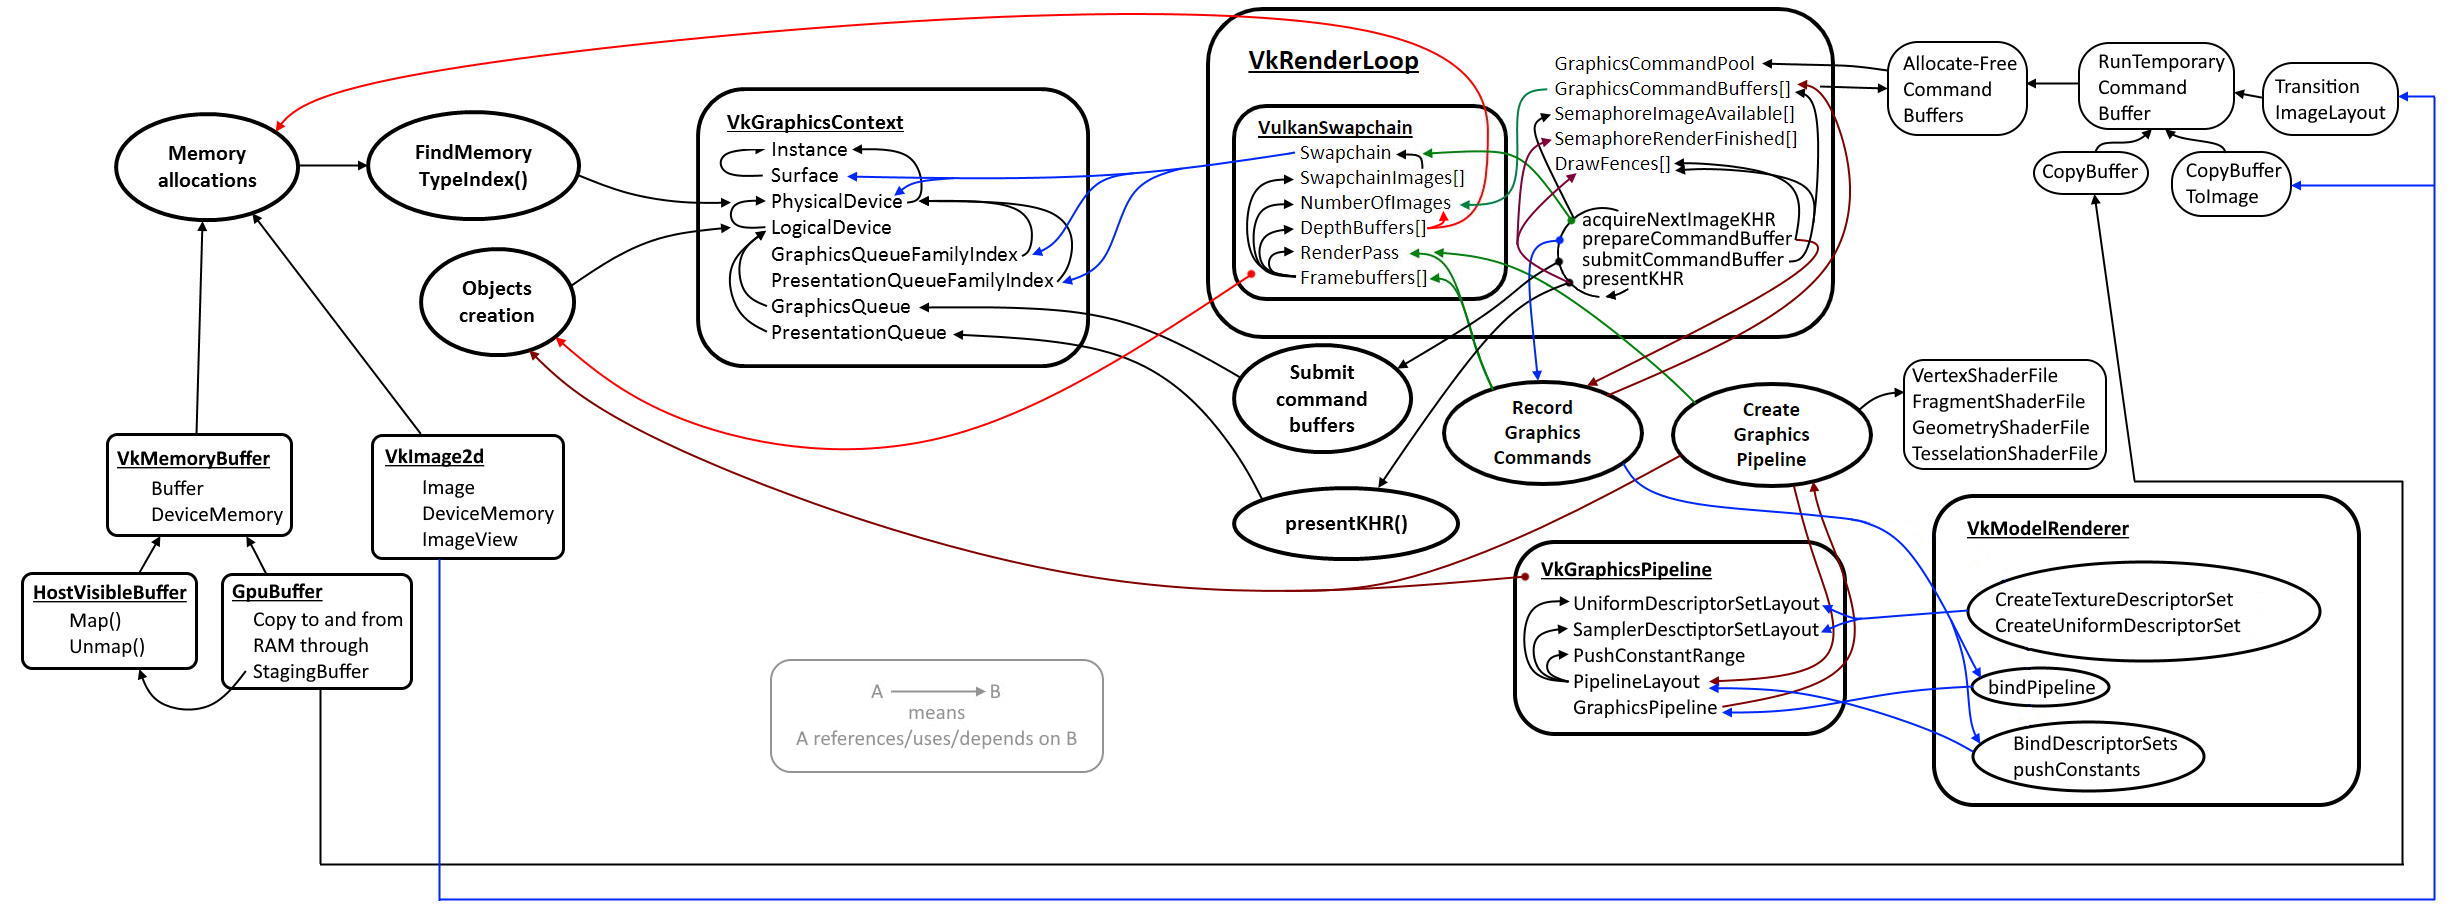 Memory
allocations
FindMemory
TypeIndex()
Objects
creation
VkGraphicsContext
Instance
Surface
PhysicalDevice
LogicalDevice
GraphicsQueueFamilyIndex
PresentationQueueFamilyIndex
GraphicsQueue
PresentationQueue
VkRenderLoop
VulkanSwapchain
Swapchain
SwapchainImages[]
NumberOfImages
DepthBuffers[]
RenderPass
Framebuffers[]
GraphicsCommandPool
GraphicsCommandBuffers[]
SemaphoreImageAvailable[]
SemaphoreRenderFinished[]
DrawFences[]
acquireNextImageKHR
prepareCommandBuffer
submitCommandBuffer
presentKHR
Allocate-Free
Command
Buffers
RunTemporary
Command
Buffer
Transition
ImageLayout
CopyBuffer
CopyBuffer
ToImage
Submit
command
buffers
presentKHR()
Record
Graphics
Commands
Create
Graphics
Pipeline
VertexShaderFile
FragmentShaderFile
GeometryShaderFile
TesselationShaderFile
VkMemoryBuffer
Buffer
DeviceMemory
VkImage2d
Image
DeviceMemory
ImageView
HostVisibleBuffer
Map()
Unmap()
GpuBuffer
Copy to and from
RAM through
StagingBuffer
A B
means
A references/uses/depends on B
VkGraphicsPipeline
UniformDescriptorSetLayout
SamplerDesctiptorSetLayout
PushConstantRange
PipelineLayout
GraphicsPipeline
VkModelRenderer
CreateTextureDescriptorSet
CreateUniformDescriptorSet
bindPipeline
BindDescriptorSets
pushConstants